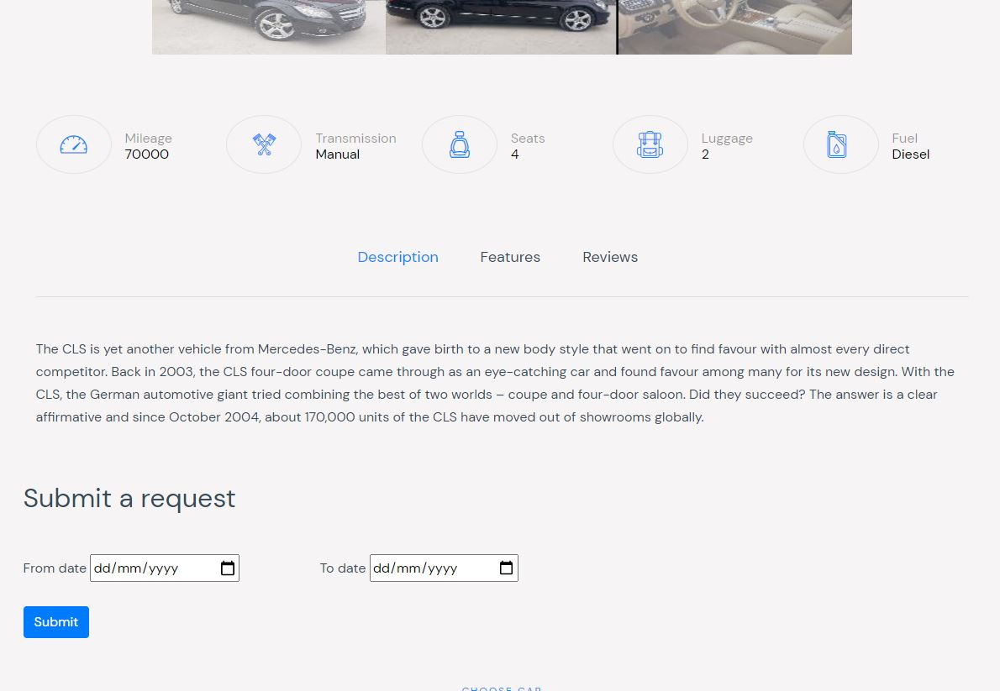 Mileage
70000
Transmission
Manual
Seats
4
Luggage
2
Fuel
Diesel
Description Features Reviews
The CLS is yet another vehicle from Mercedes-Benz, which gave birth to a new body style that went on to find favour with almost every direct
competitor. Back in 2003, the CLS four-door coupe came through as an eye-catching car and found favour among many for its new design. With the
CLS, the German automotive giant tried combining the best of two worlds – coupe and four-door saloon. Did they succeed? The answer is a clear
affirmative and since October 2004, about 170,000 units of the CLS have moved out of showrooms globally.
Submit a request
From date dd/mm/yyyy To date dd/mm/yyyy
Submit
CHOOSE CAR